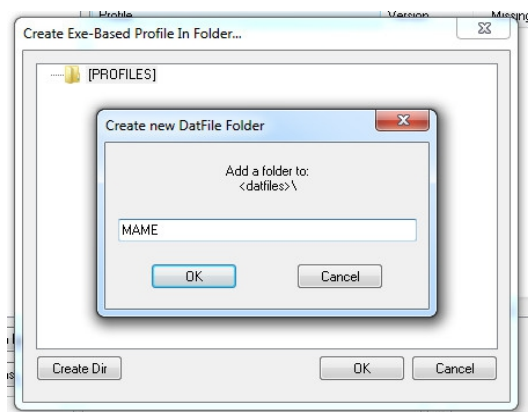 Profile Version Missing
Create Exe-Based Profile In Folder...
[PROFILES]
Create new DatFile Folder
Add a folder to:
<datfiles>\
MAME
OK Cancel
Create Dir OK Cancel